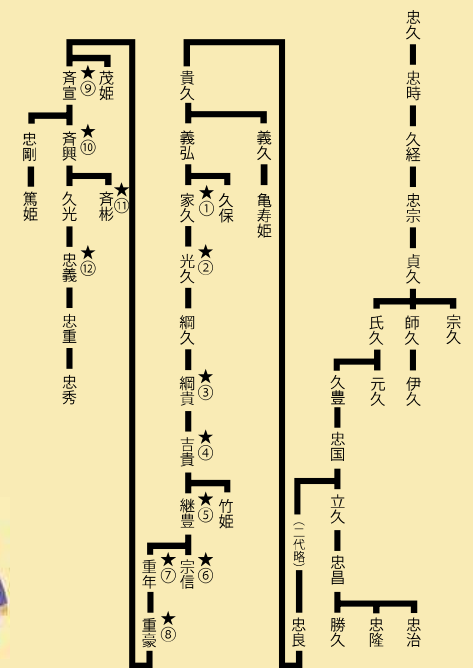 忠久
忠時
久経
忠宗
貞久
宗久
師久
氏久
伊久
元久
久豊
忠国
立久
(二代略)
忠昌
忠治
忠隆
勝久
忠良
貴久
義久
義弘
亀寿姫
久保
家久
★①
光久
★②
綱久
綱貴
★③
吉貴
★④
竹姫
継豊
★⑤
宗信
★⑥
重年
★⑦
重豪
★⑧
茂姫
斉宣
★⑨
斉興
★⑩
忠剛
篤姫
斉彬
★⑪
久光
忠義
★⑫
忠重
忠秀